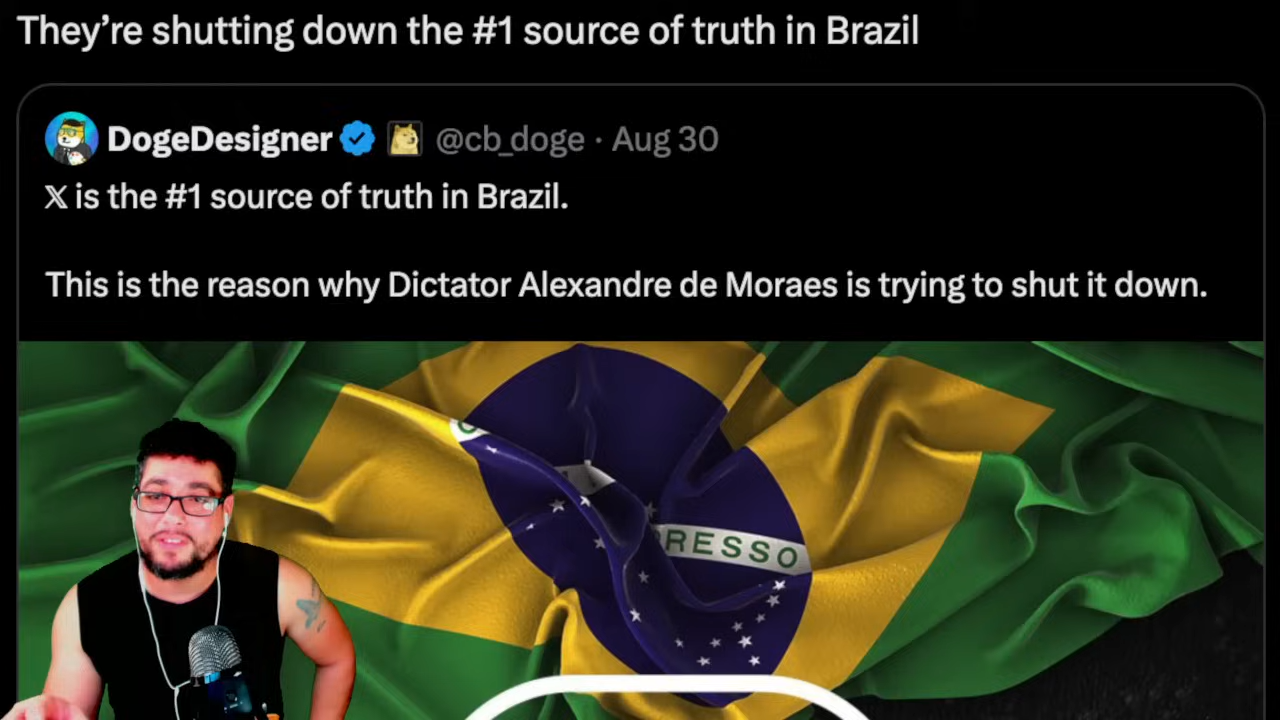 They’re shutting down the #1 source of truth in Brazil
DogeDesigner @cb_doge · Aug 30
𝕏 is the #1 source of truth in Brazil.
This is the reason why Dictator Alexandre de Moraes is trying to shut it down.
RESSO